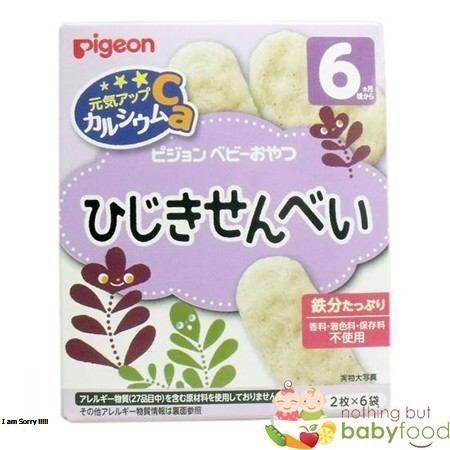 pigeon
元気アップ
カルシウム
Ca
6
ヵ月
頃から
ピジョン ベビーおやつ
ひじきせんべい
鉄分たっぷり
香料・着色料・保存料
不使用
実物大写真
アレルギー物質(27品目中)を含む原材料を使用しておりません
その他アレルギー物質情報は裏面参照
2枚×6袋
I am Sorry !!!!!
nothing but
babyfood